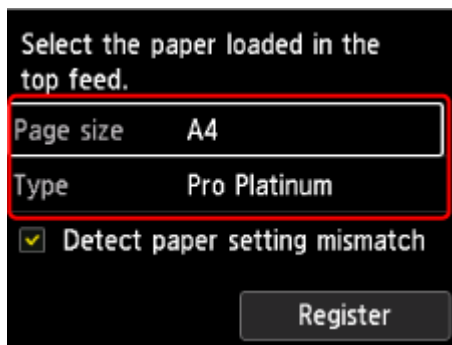 Select the paper loaded in the
top feed.
Page size A4
Type Pro Platinum
Detect paper setting mismatch
Register